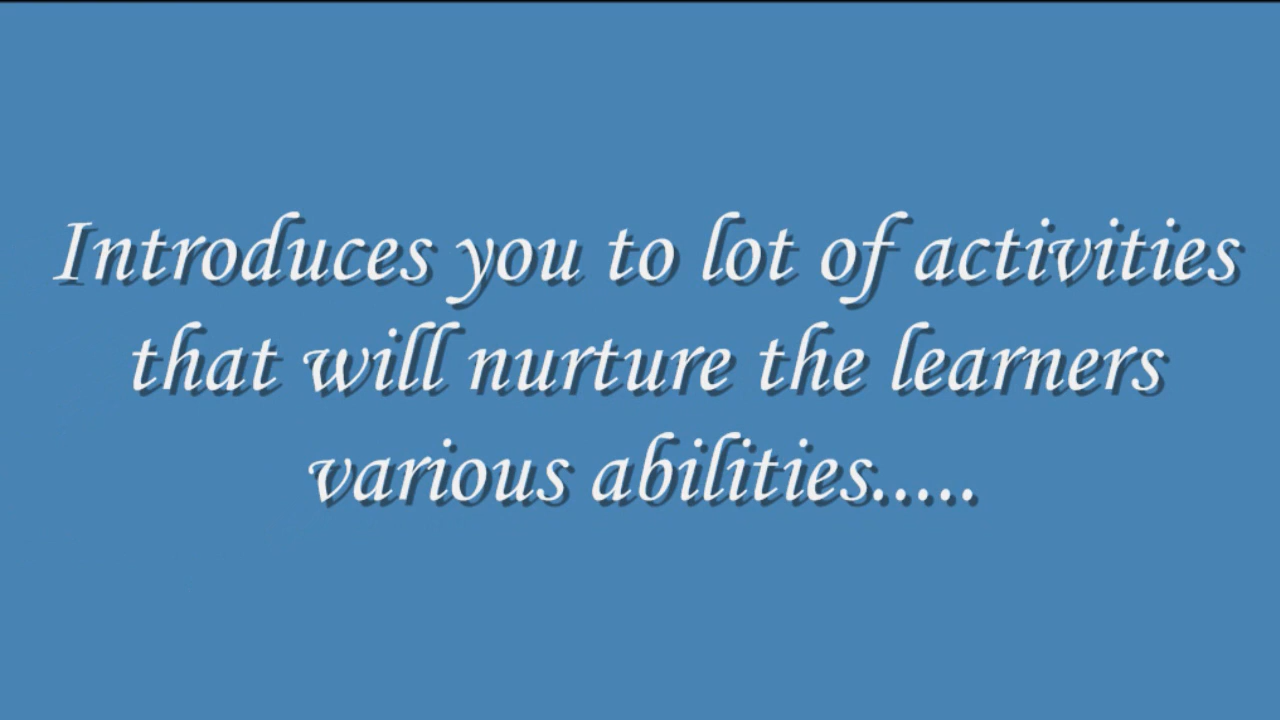 Introduces you to lot of activities
that will nurture the learners
various abilities.....